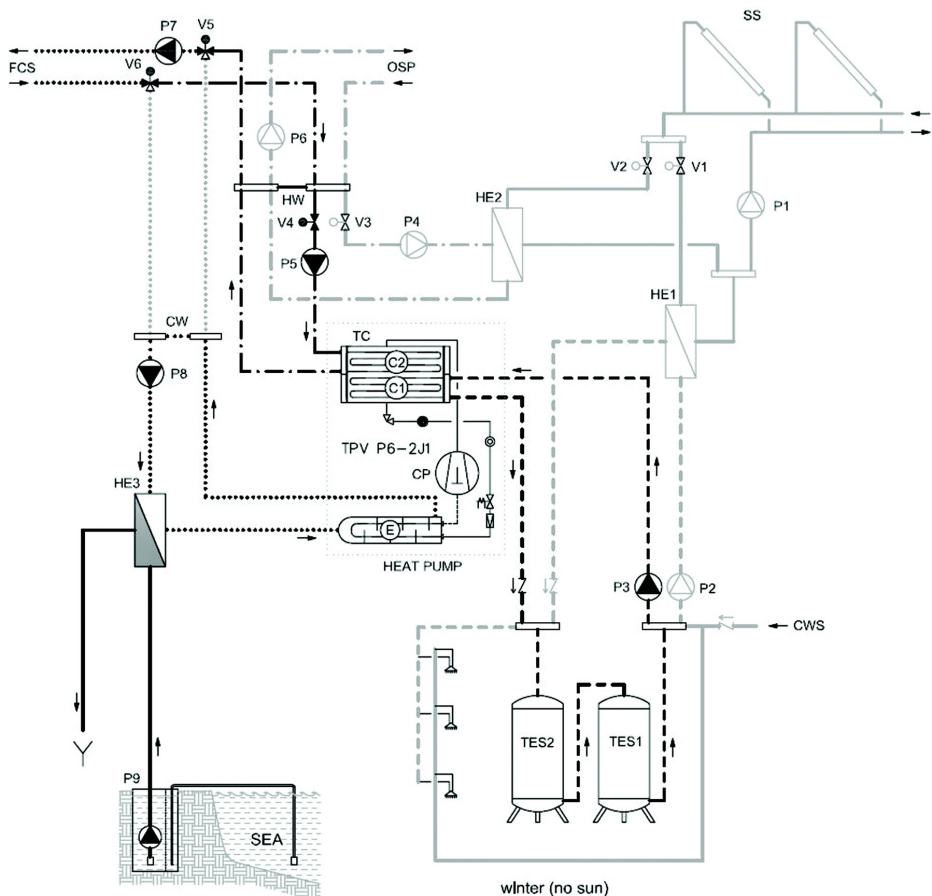 SS
P7
V5
FCS
V6
OSP
P6
V2
V1
HW
HE2
P1
V4
V3
P4
P5
HE1
CW
TC
C2
P8
C1
TPV P6-2J1
CP
HE3
E
HEAT PUMP
P3
P2
CWS
TES2
TES1
P9
SEA
wInter (no sun)